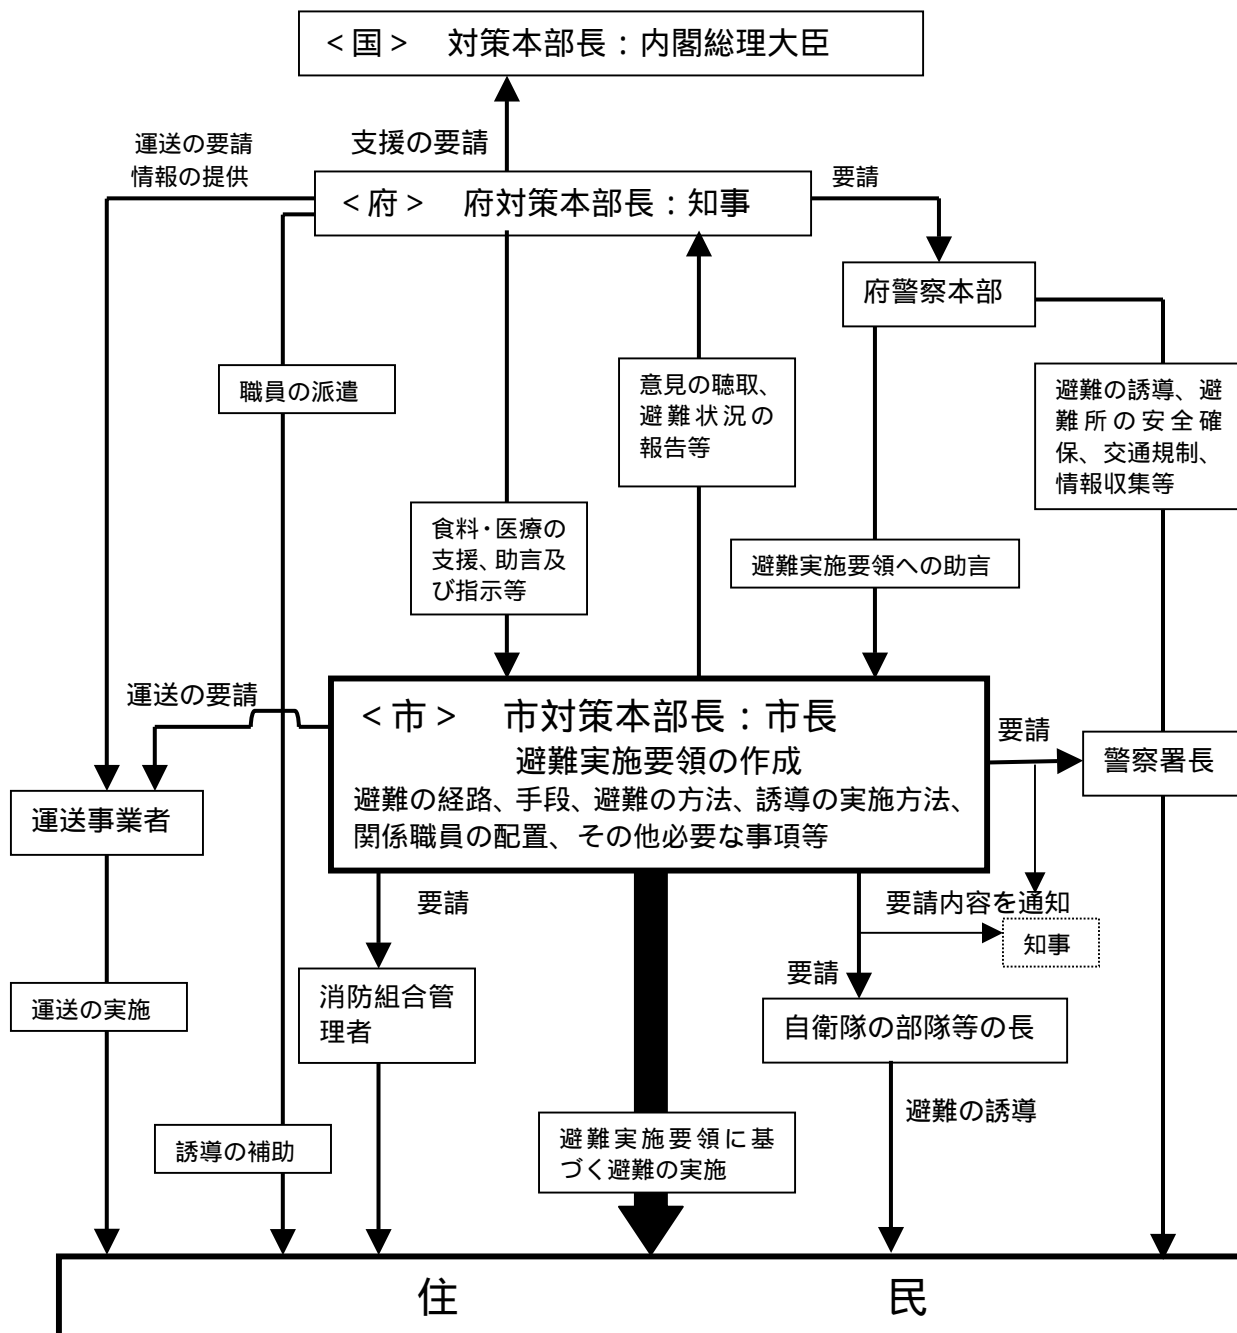 ＜国＞　対策本部長：内閣総理大臣
運送の要請
情報の提供
支援の要請
＜府＞　府対策本部長：知事
要請
府警察本部
職員の派遣
意見の聴取、
避難状況の
報告等
避難の誘導、避
難所の安全確
保、交通規制、
情報収集等
食料・医療の
支援、助言及
び指示等
避難実施要領への助言
運送の要請
＜市＞　市対策本部長：市長
避難実施要領の作成
避難の経路、手段、避難の方法、誘導の実施方法、
関係職員の配置、その他必要な事項等
要請
警察署長
運送事業者
要請
要請内容を通知
知事
要請
運送の実施
消防組合管
理者
自衛隊の部隊等の長
避難の誘導
誘導の補助
避難実施要領に基
づく避難の実施
住　民